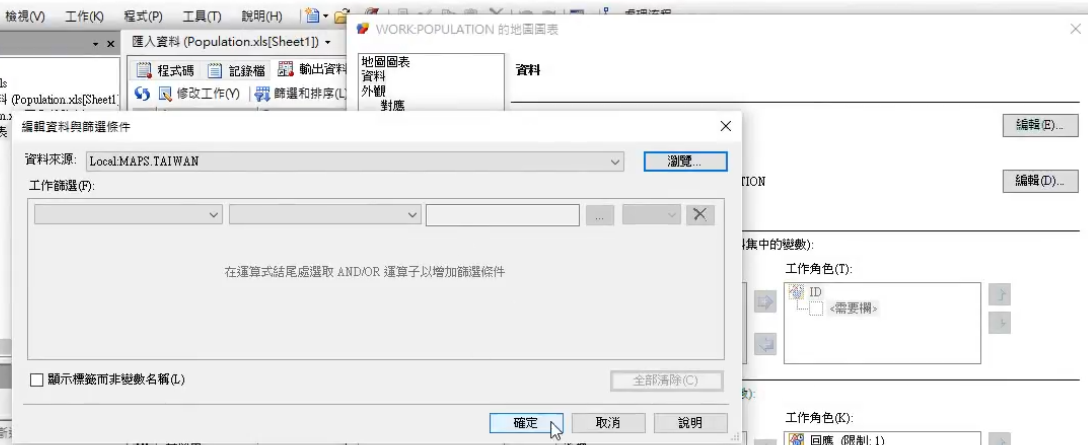 檢視(V) 工作(K) 程式(P) 工具(T) 說明(H)
匯入資料 (Population.xls[Sheet1])
WORK:POPULATION 的地圖圖表
程式碼 記錄檔 輸出資料
修改工作(Y) 篩選和排序(L)
地圖圖表
資料
外觀
對應
資料
ls
(Population.xls[Sheet1]
編輯(E)...
編輯資料與篩選條件
資料來源: Local:MAPS.TAIWAN 瀏覽...
工作篩選(F):
TION 編輯(D)...
...
在運算式結尾處選取 AND/OR 運算子以增加篩選條件
集中的變數):
工作角色(T):
ID
<需要欄>
顯示標籤而非變數名稱(L) 全部清除(C)
確定 取消 說明
工作角色(K):
回應 (限制: 1)